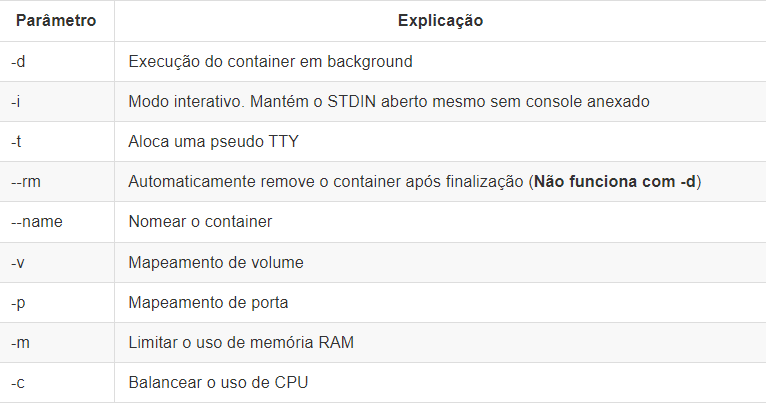 Parâmetro Explicação
-d Execução do container em background
-i Modo interativo. Mantém o STDIN aberto mesmo sem console anexado
-t Aloca uma pseudo TTY
--rm Automaticamente remove o container após finalização (Não funciona com -d)
--name Nomear o container
-v Mapeamento de volume
-p Mapeamento de porta
-m Limitar o uso de memória RAM
-c Balancear o uso de CPU